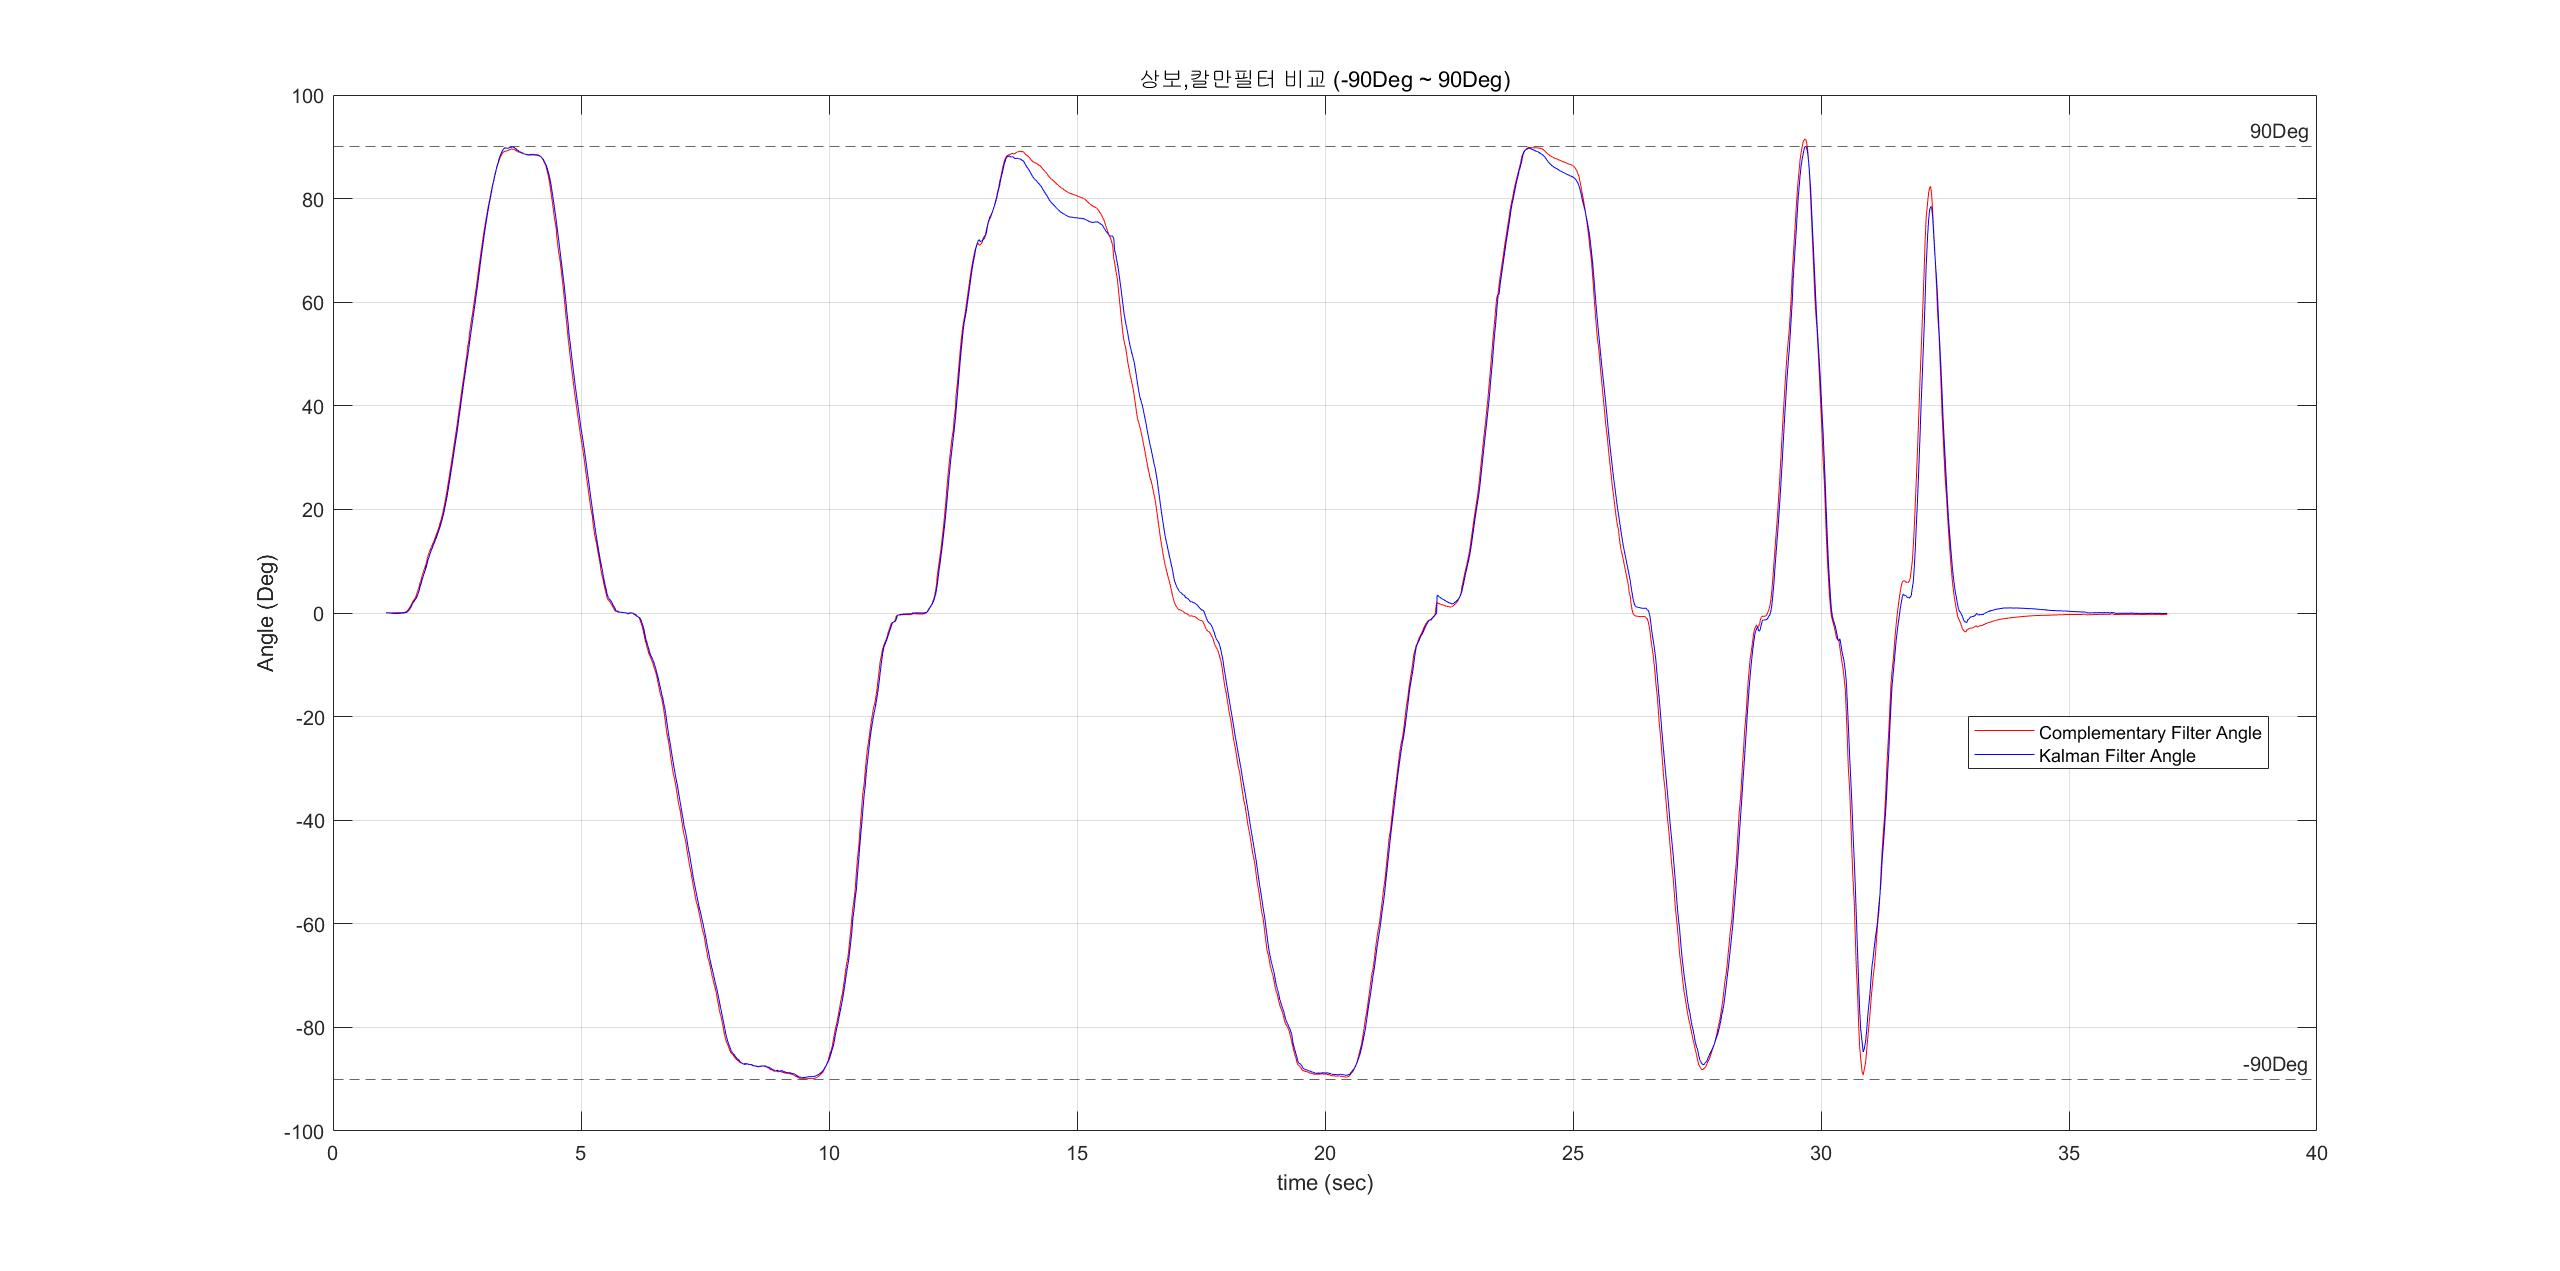 상보,칼만필터 비교 (-90Deg ~ 90Deg)
100
80
60
40
20
0
-20
-40
-60
-80
-100
Angle (Deg)
90Deg
Complementary Filter Angle
Kalman Filter Angle
-90Deg
0 5 10 15 20 25 30 35 40
time (sec)